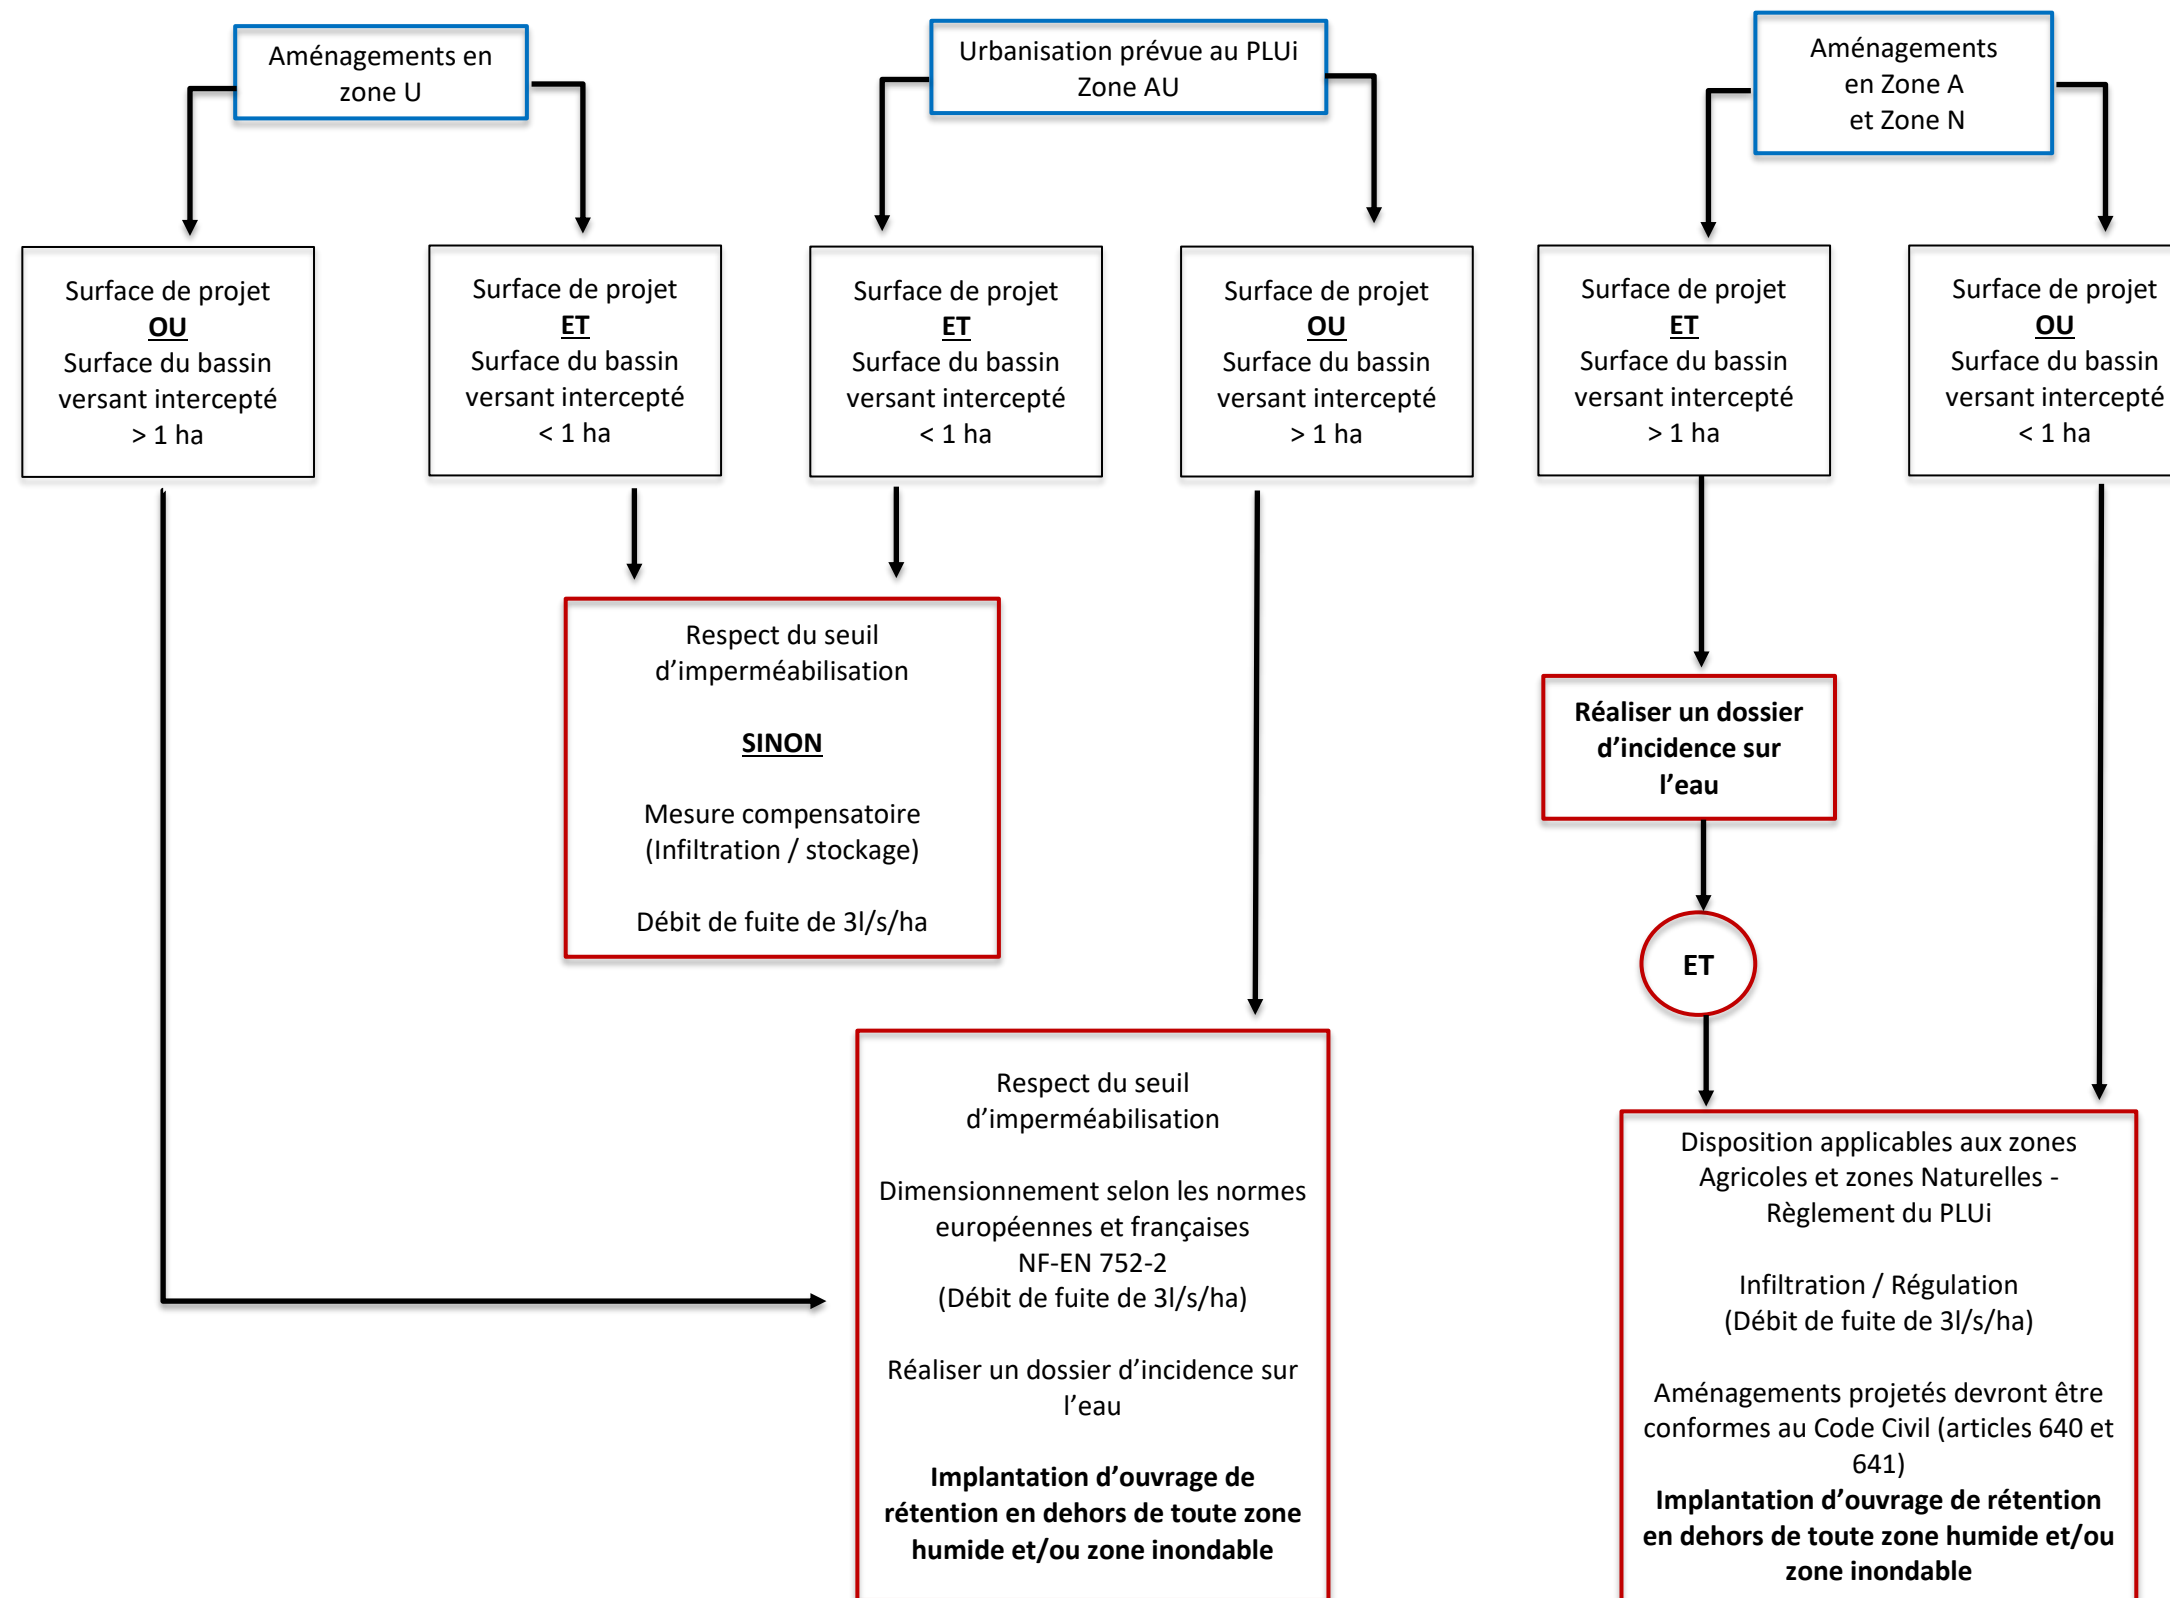 Aménagements en
zone U
Urbanisation prévue au PLUi
Zone AU
Aménagements
en Zone A
et Zone N
Surface de projet
OU
Surface du bassin
versant intercepté
> 1 ha
Surface de projet
ET
Surface du bassin
versant intercepté
< 1 ha
Surface de projet
ET
Surface du bassin
versant intercepté
< 1 ha
Surface de projet
OU
Surface du bassin
versant intercepté
> 1 ha
Surface de projet
ET
Surface du bassin
versant intercepté
> 1 ha
Surface de projet
OU
Surface du bassin
versant intercepté
< 1 ha
Respect du seuil
d’imperméabilisation
SINON
Mesure compensatoire
(Infiltration / stockage)
Débit de fuite de 3l/s/ha
Réaliser un dossier
d’incidence sur
l’eau
ET
Respect du seuil
d’imperméabilisation
Dimensionnement selon les normes
européennes et françaises
NF-EN 752-2
(Débit de fuite de 3l/s/ha)
Réaliser un dossier d’incidence sur
l’eau
Implantation d’ouvrage de
rétention en dehors de toute zone
humide et/ou zone inondable
Disposition applicables aux zones
Agricoles et zones Naturelles -
Règlement du PLUi
Infiltration / Régulation
(Débit de fuite de 3l/s/ha)
Aménagements projetés devront être
conformes au Code Civil (articles 640 et
641)
Implantation d’ouvrage de rétention
en dehors de toute zone humide et/ou
zone inondable